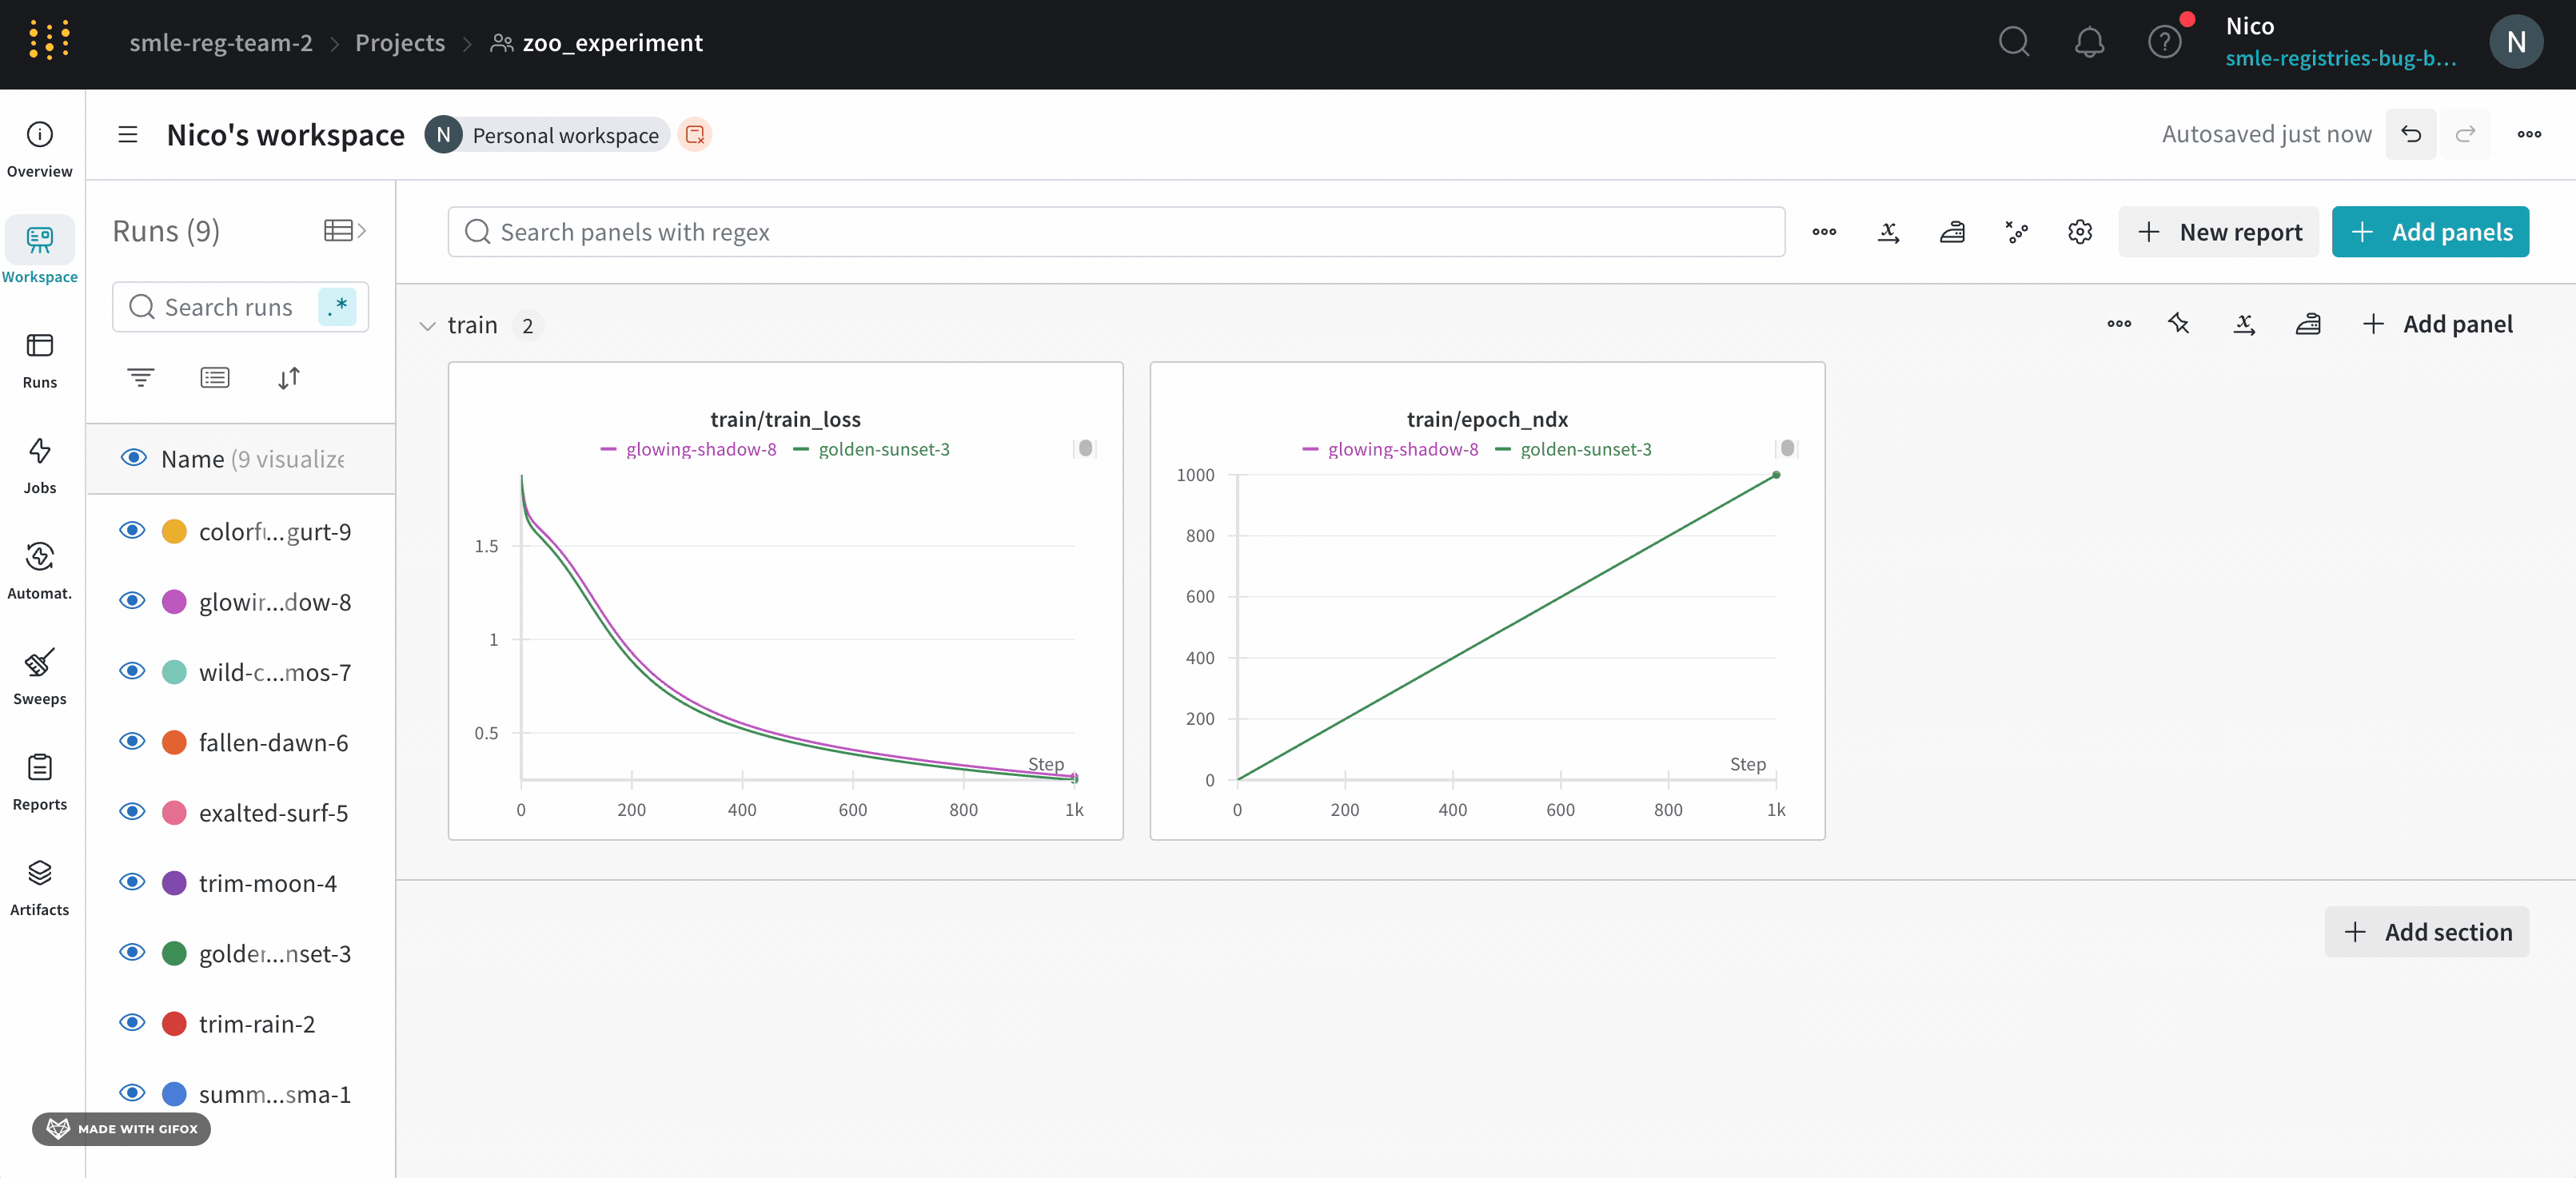 smle-reg-team-2 > Projects > zoo_experiment
Nico
smle-registries-bug-b...
N
Nico's workspace
N Personal workspace
Autosaved just now
Overview
Workspace
Runs
Jobs
Automat.
Sweeps
Reports
Artifacts
Runs (9)
Search runs .*
Name (9 visualize
colorfu...gurt-9
glowir...dow-8
wild-c...mos-7
fallen-dawn-6
exalted-surf-5
trim-moon-4
golder...nset-3
trim-rain-2
summ...sma-1
MADE WITH GIFOX
Search panels with regex
New report
Add panels
train 2
Add panel
train/train_loss
glowing-shadow-8 golden-sunset-3
1.5
1
0.5
Step
0 200 400 600 800 1k
train/epoch_ndx
glowing-shadow-8 golden-sunset-3
1000
800
600
400
200
0
Step
0 200 400 600 800 1k
Add section